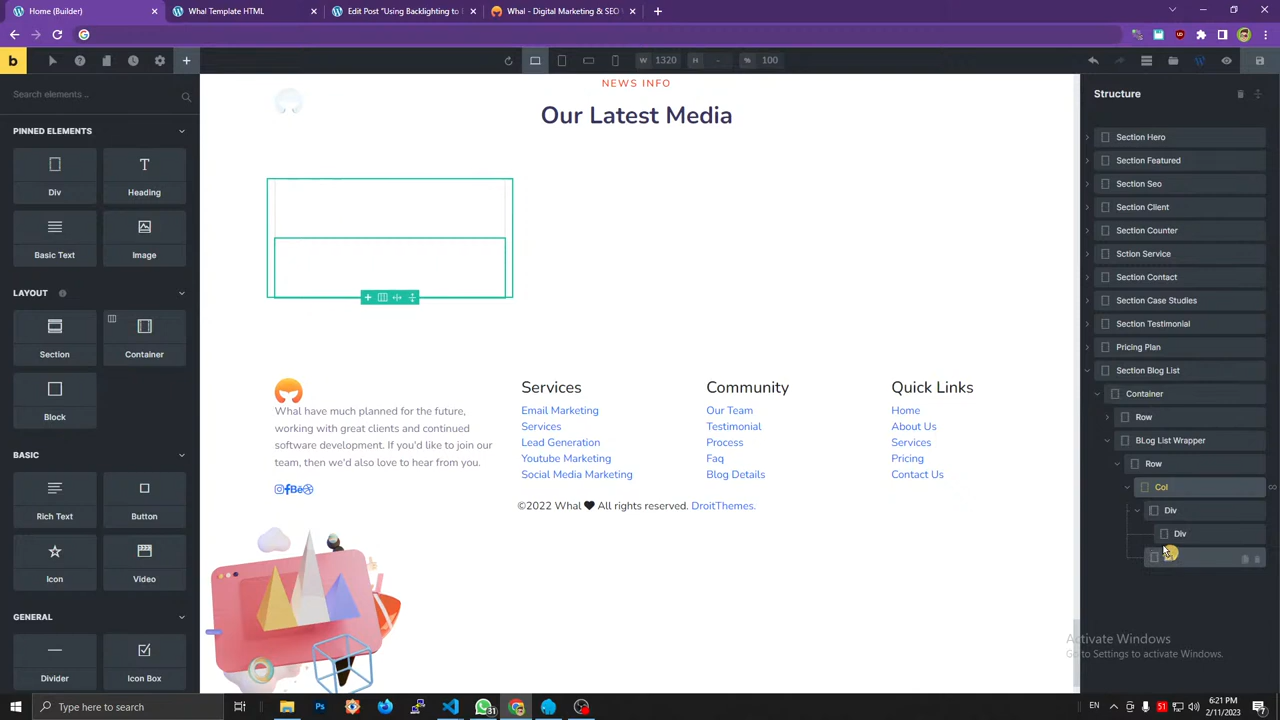 Home (Builder)
Whal Template HTML
Edit Post "Using Backlighting to
Whal - Digital Marketing & SEO
b
W 1320 H - % 100
Search elements ..
PINNED ELEMENTS
Div
Heading
Basic Text
Image
LAYOUT
Section
Container
Block
BASIC
Rich Text
Button
Icon
Video
GENERAL
Divider
Icon Box
NEWS INFO
Our Latest Media
Whal have much planned for the future,
working with great clients and continued
software development. If you'd like to join our
team, then we'd also love to hear from you.
Services
Email Marketing
Services
Lead Generation
Youtube Marketing
Social Media Marketing
Community
Our Team
Testimonial
Process
Faq
Blog Details
Quick Links
Home
About Us
Services
Pricing
Contact Us
©2022 Whal All rights reserved. DroitThemes.
Structure
Section Hero
Section Featured
Section Seo
Section Client
Section Counter
Sction Service
Section Contact
Section Case Studies
Section Testimonial
Pricing Plan
Section Blog List
Container
Row
Blog List Wrapper
Row
Col
Div
Div
Activate Windows
Go to Settings to activate Windows.
Type here to search
Ps
31
EN
51
6:21 PM
2/11/2023